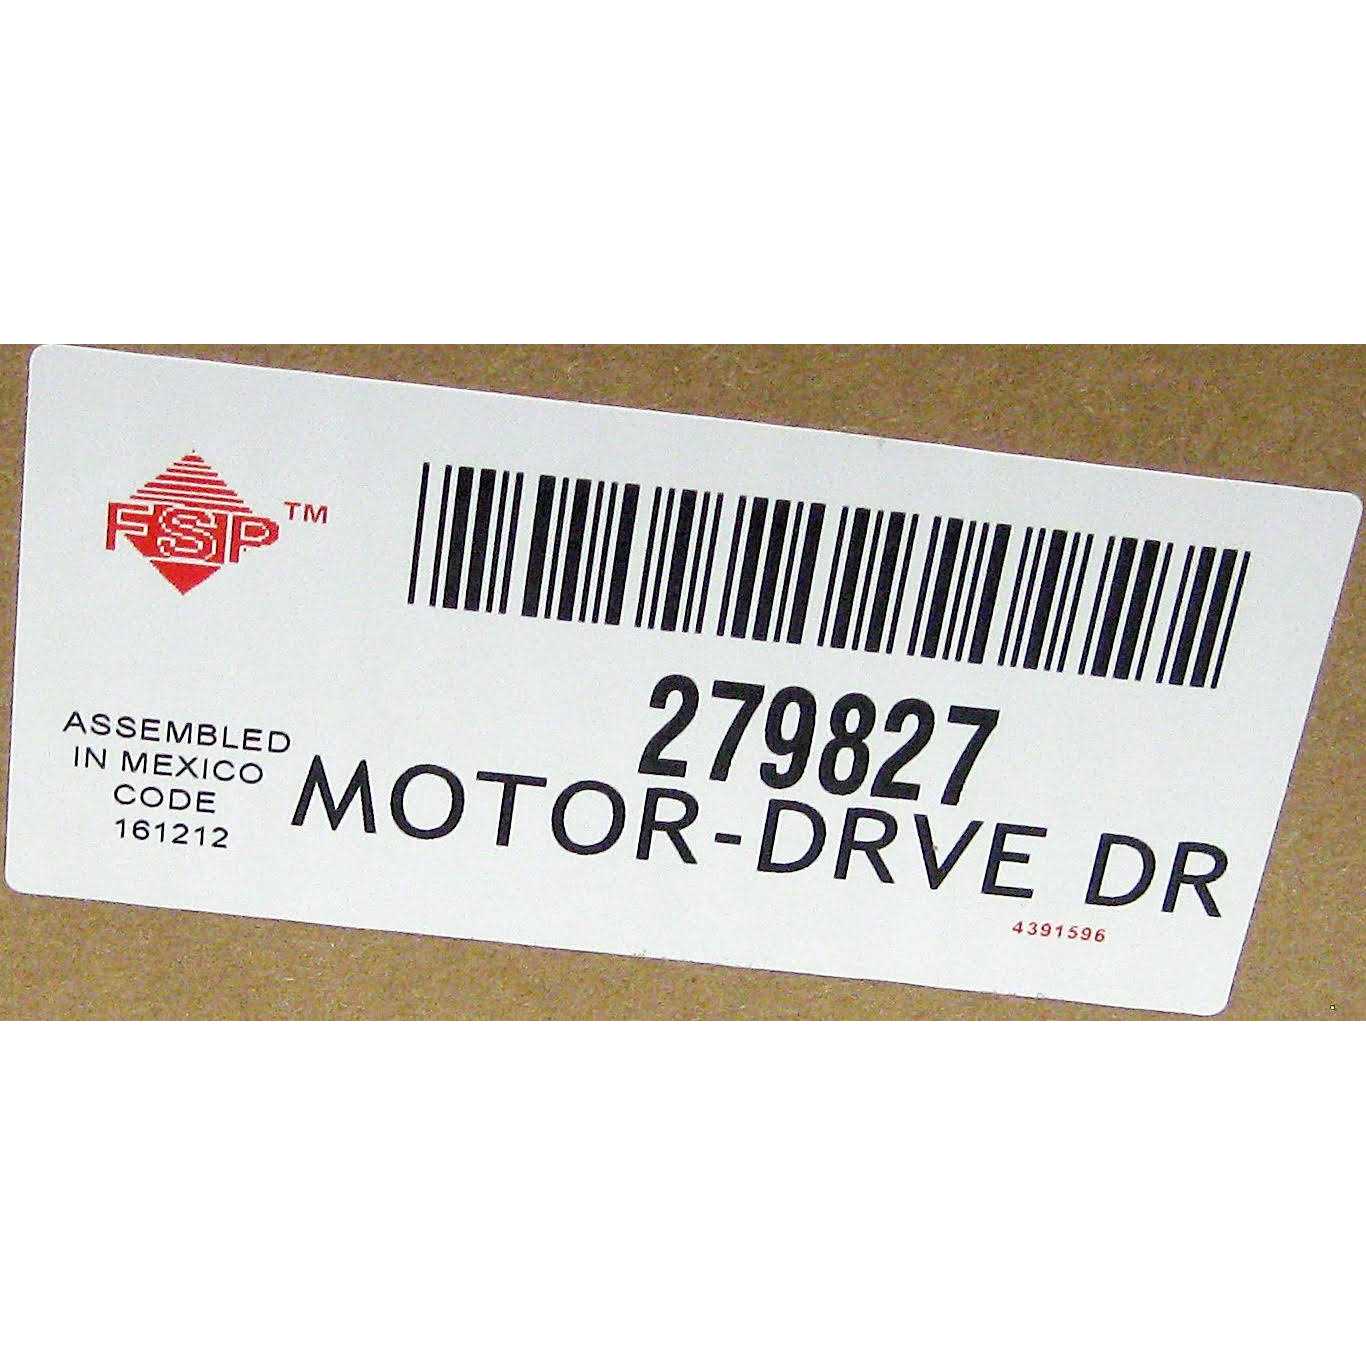 FSP™
279827
ASSEMBLED
IN MEXICO
CODE
161212
MOTOR-DRVE DR
4391596